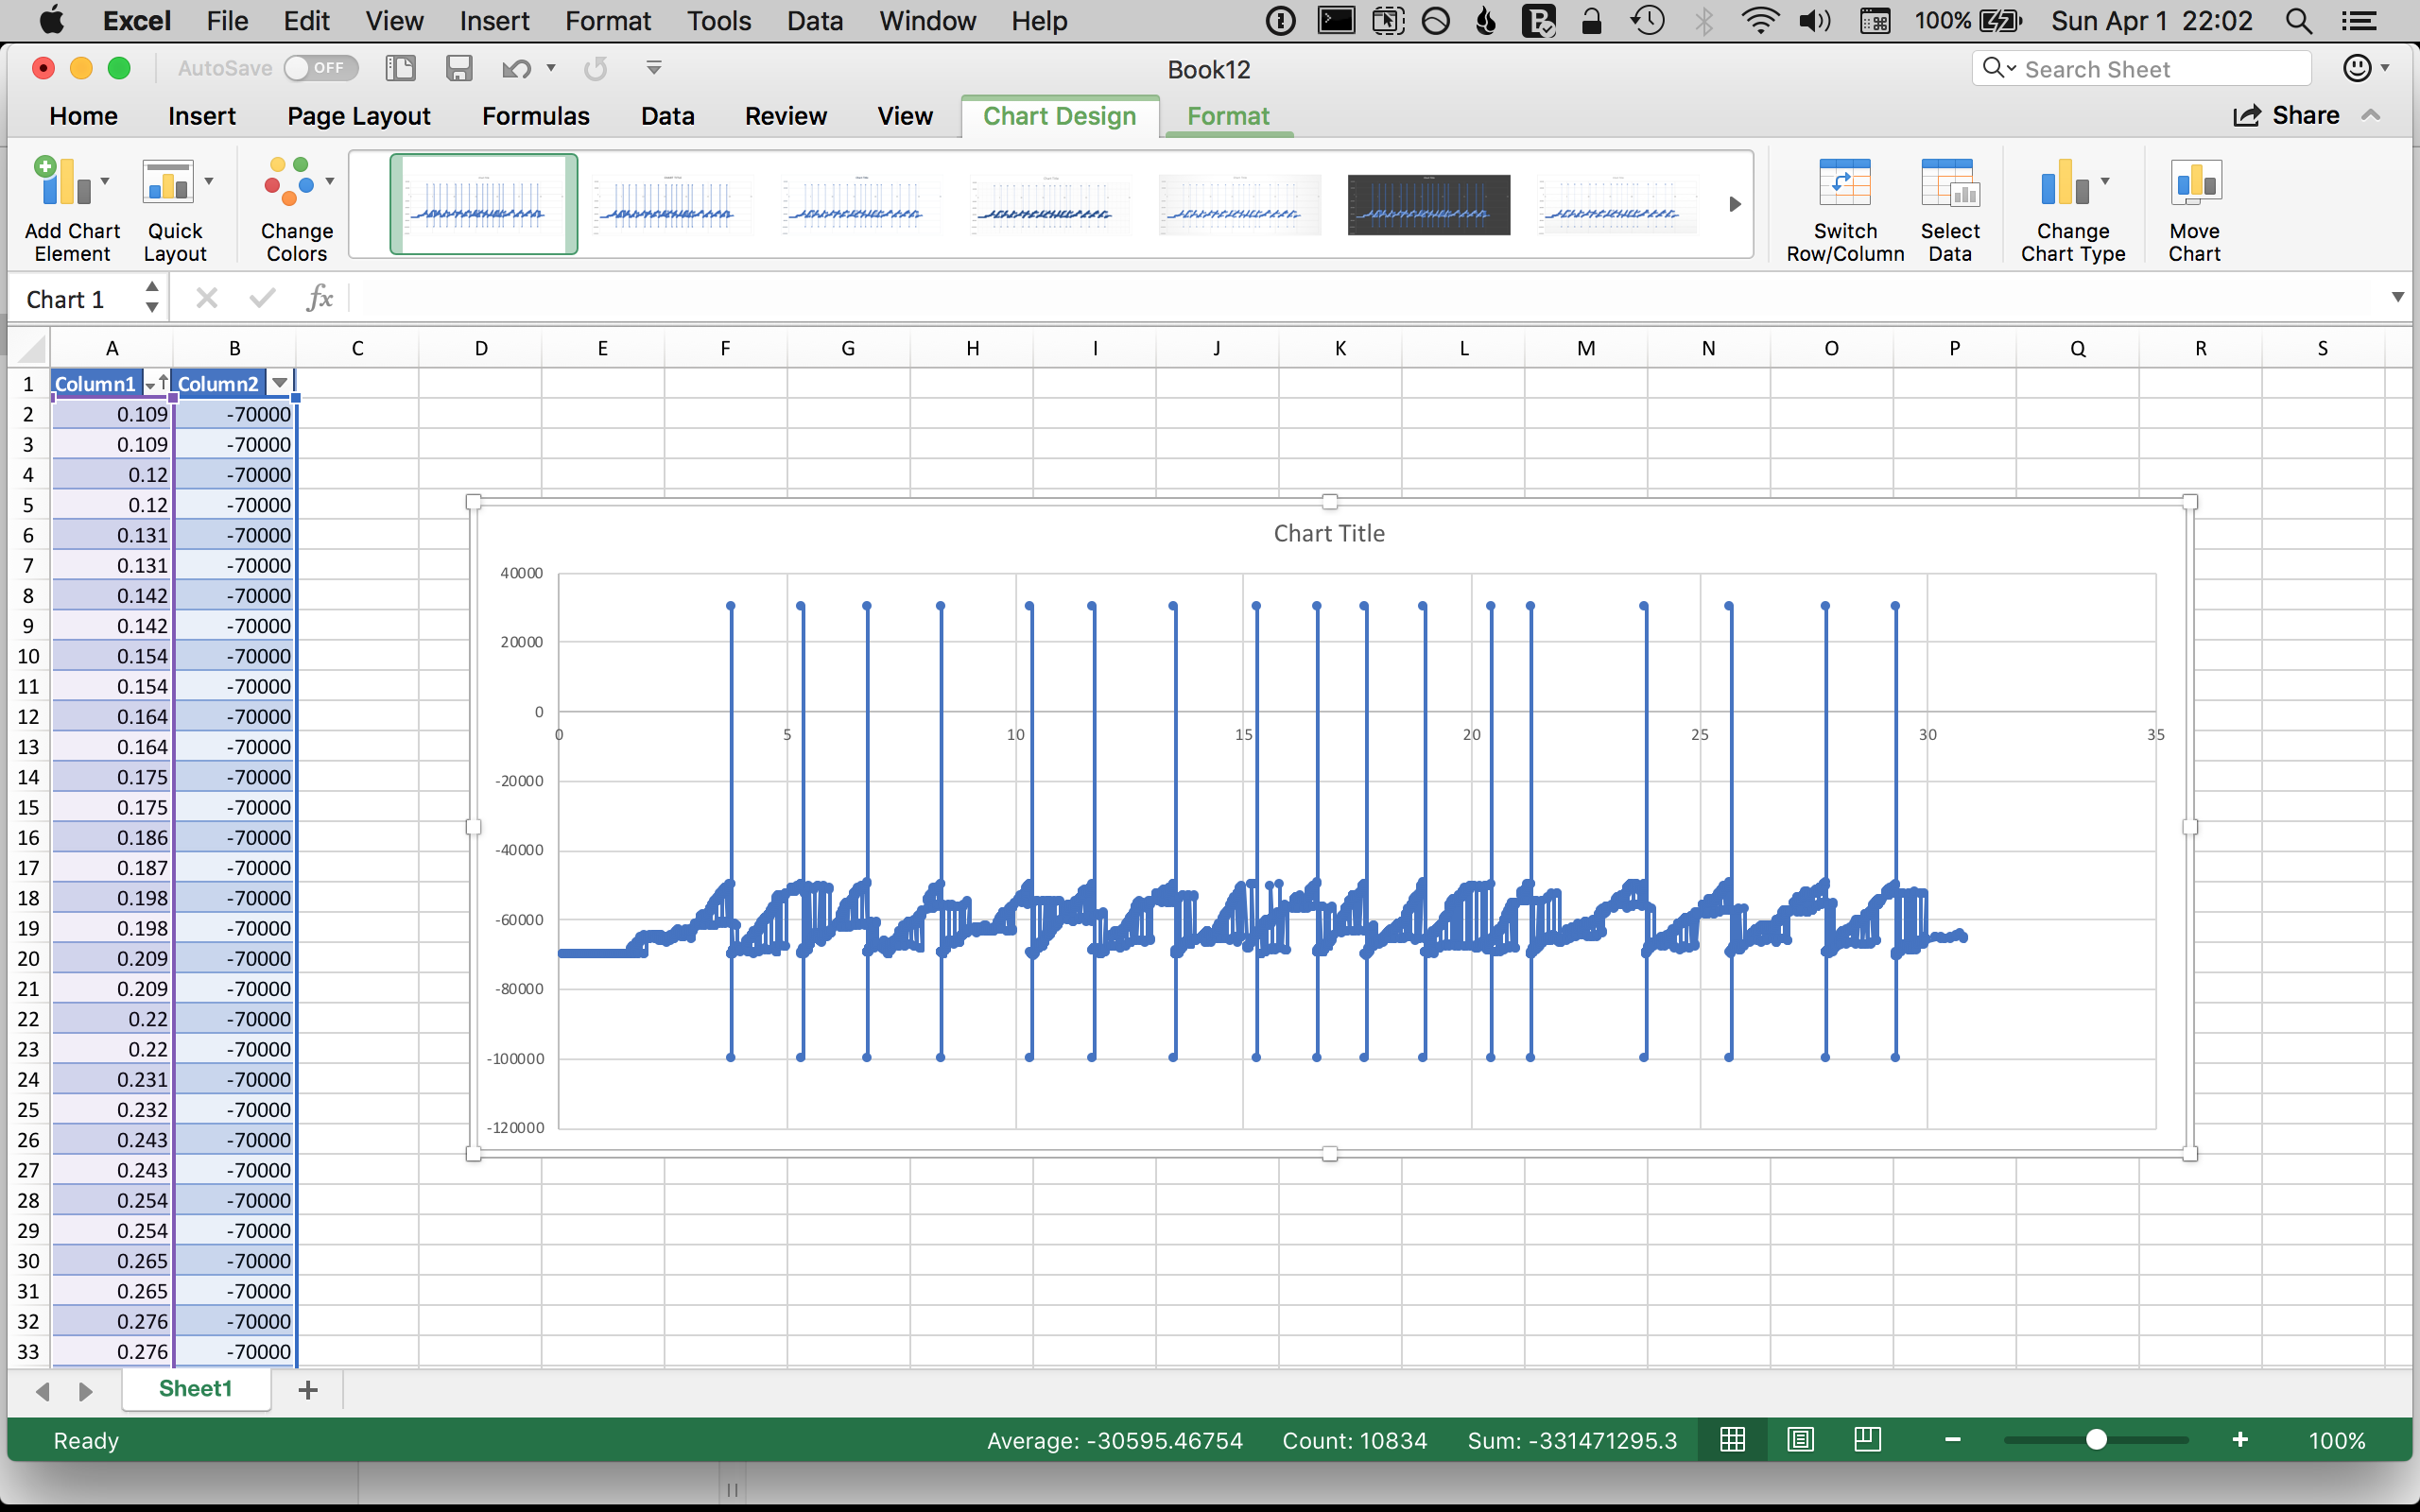 Excel File Edit View Insert Format Tools Data Window Help 100% Sun Apr 1 22:02
AutoSave OFF Book12 Search Sheet
Home Insert Page Layout Formulas Data Review View Chart Design Format Share
Add Chart Element Quick Layout Change Colors Switch Row/Column Select Data Change Chart Type Move Chart
Chart 1 fx
A B C D E F G H I J K L M N O P Q R S
1 Column1 Column2
2 0.109 -70000
3 0.109 -70000
4 0.12 -70000
5 0.12 -70000
6 0.131 -70000
7 0.131 -70000
8 0.142 -70000
9 0.142 -70000
10 0.154 -70000
11 0.154 -70000
12 0.164 -70000
13 0.164 -70000
14 0.175 -70000
15 0.175 -70000
16 0.186 -70000
17 0.187 -70000
18 0.198 -70000
19 0.198 -70000
20 0.209 -70000
21 0.209 -70000
22 0.22 -70000
23 0.22 -70000
24 0.231 -70000
25 0.232 -70000
26 0.243 -70000
27 0.243 -70000
28 0.254 -70000
29 0.254 -70000
30 0.265 -70000
31 0.265 -70000
32 0.276 -70000
33 0.276 -70000
Chart Title
40000
20000
0
0 5 10 15 20 25 30 35
-20000
-40000
-60000
-80000
-100000
-120000
Sheet1 +
Ready Average: -30595.46754 Count: 10834 Sum: -331471295.3 100%